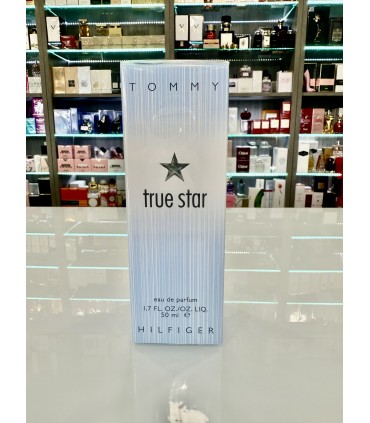 TOMMY
true star
eau de parfum
1.7 FL. OZ./OZ. LIQ.
50 ml ℮
HILFIGER